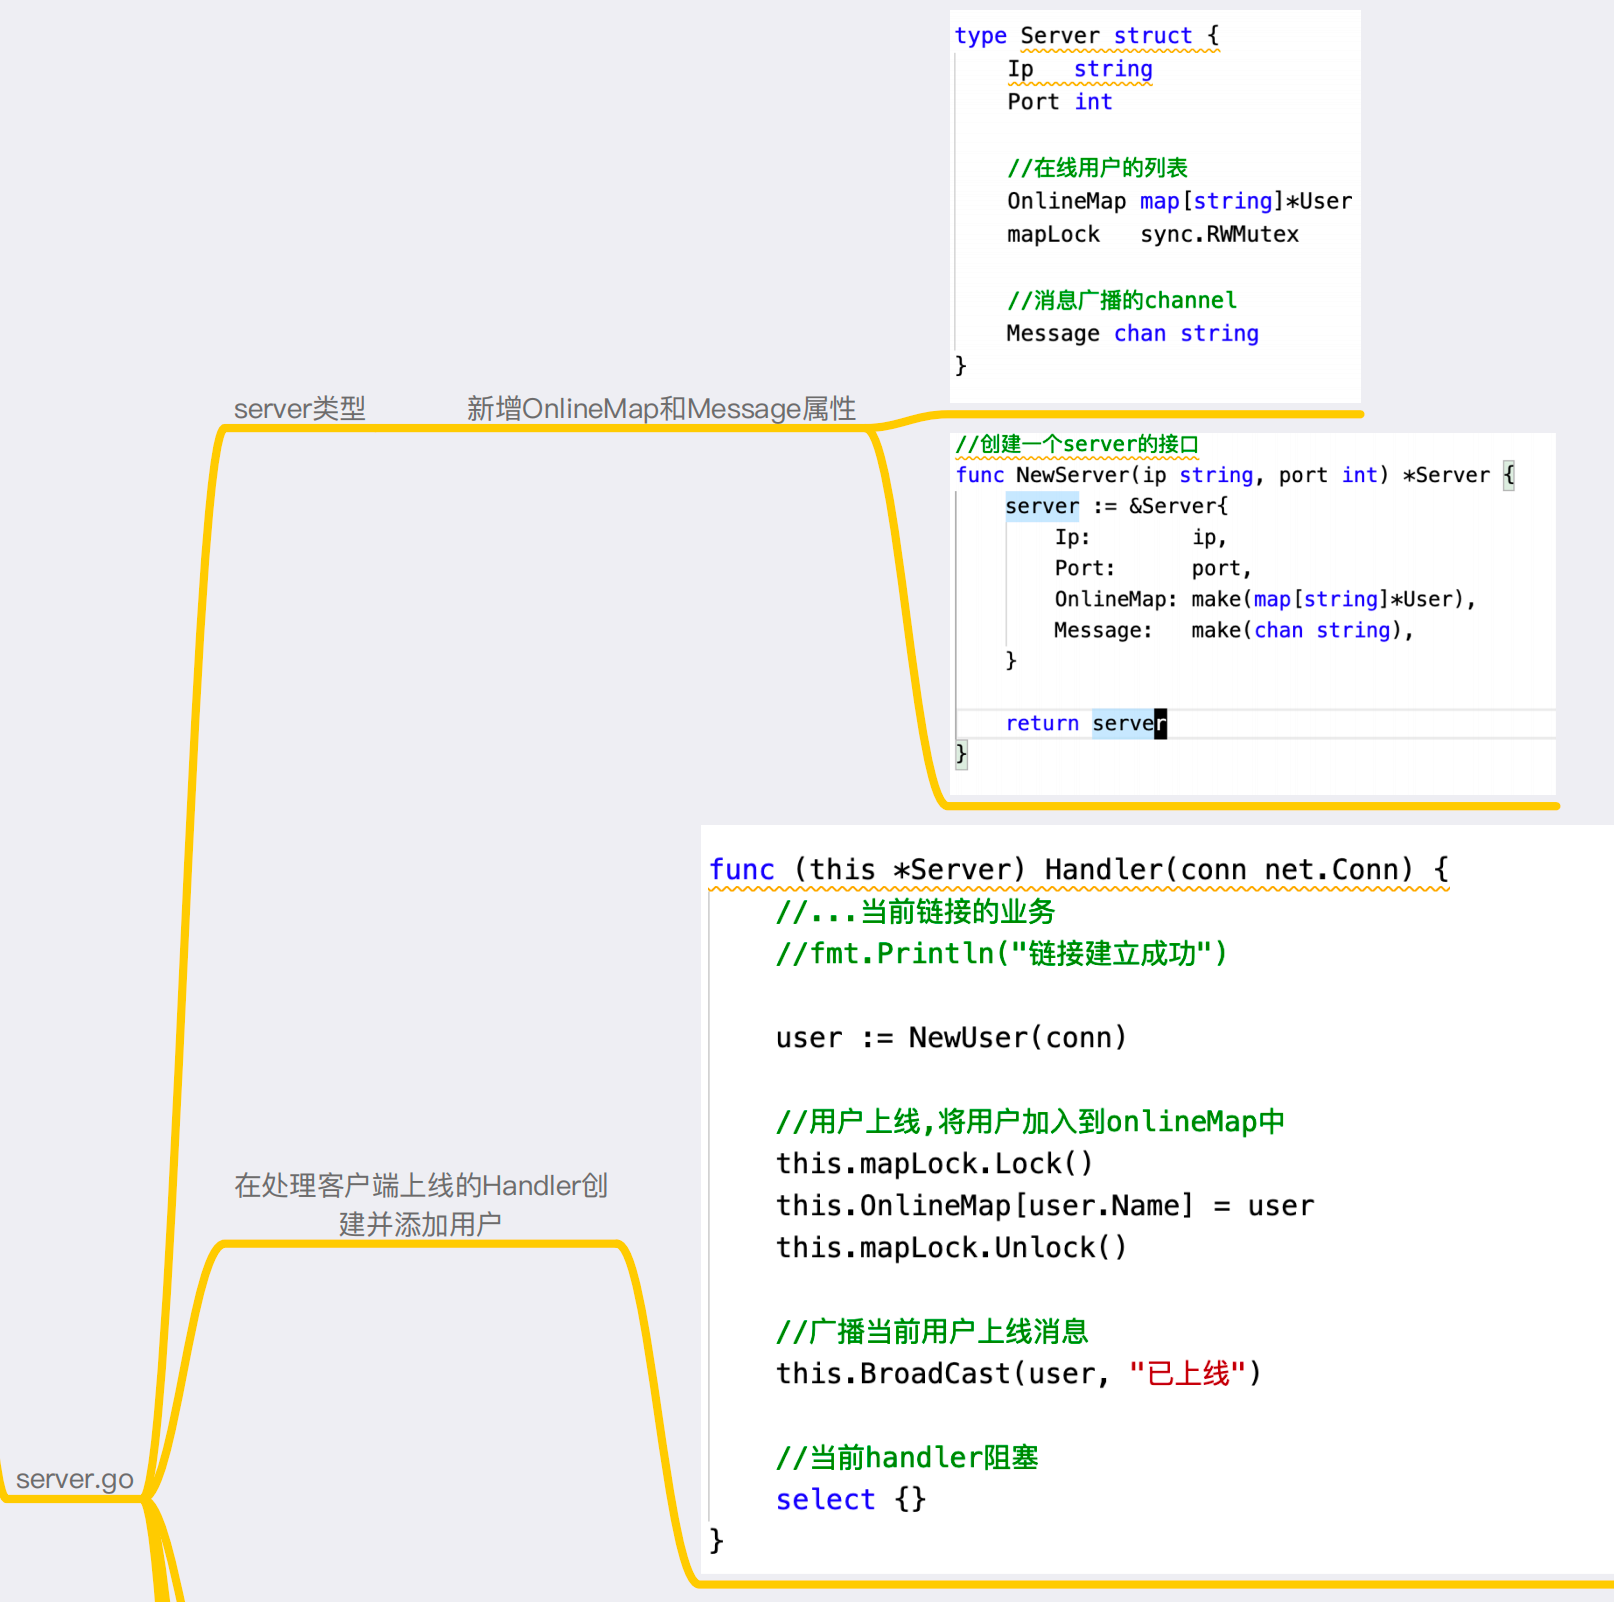 type Server struct {
    Ip   string
    Port int
    //在线用户的列表
    OnlineMap map[string]*User
    mapLock   sync.RWMutex
    //消息广播的channel
    Message chan string
}
server类型
新增OnlineMap和Message属性
//创建一个server的接口
func NewServer(ip string, port int) *Server {
    server := &Server{
        Ip:        ip,
        Port:      port,
        OnlineMap: make(map[string]*User),
        Message:   make(chan string),
    }
    return server
}
func (this *Server) Handler(conn net.Conn) {
    //...当前链接的业务
    //fmt.Println("链接建立成功")
    user := NewUser(conn)
    //用户上线,将用户加入到onlineMap中
    this.mapLock.Lock()
    this.OnlineMap[user.Name] = user
    this.mapLock.Unlock()
    //广播当前用户上线消息
    this.BroadCast(user, "已上线")
    //当前handler阻塞
    select {}
}
在处理客户端上线的Handler创
建并添加用户
server.go